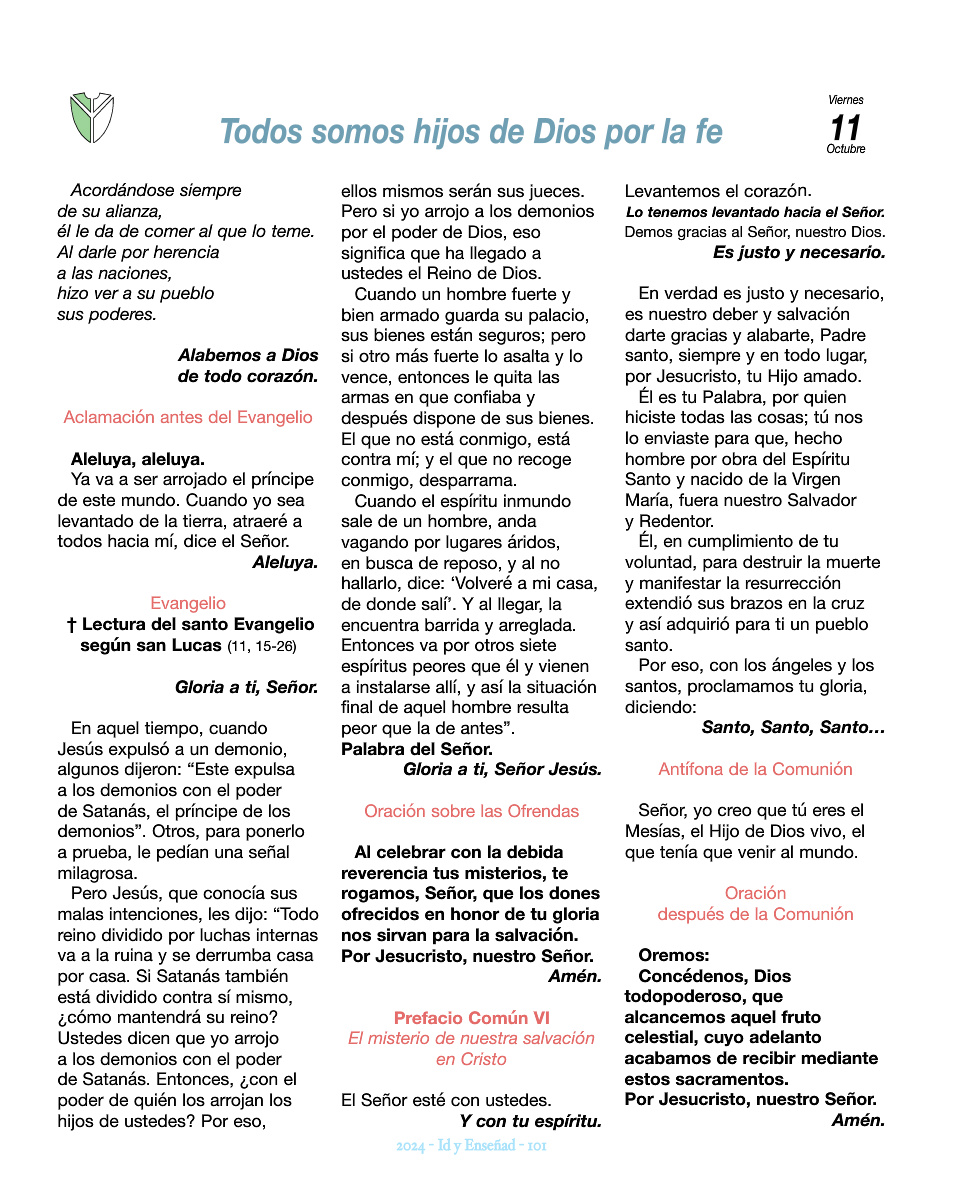 Todos somos hijos de Dios por la fe
Viernes
11
Octubre
Acordándose siempre
de su alianza,
él le da de comer al que lo teme.
Al darle por herencia
a las naciones,
hizo ver a su pueblo
sus poderes.
Alabemos a Dios
de todo corazón.
Aclamación antes del Evangelio
Aleluya, aleluya.
Ya va a ser arrojado el príncipe
de este mundo. Cuando yo sea
levantado de la tierra, atraeré a
todos hacia mí, dice el Señor.
Aleluya.
Evangelio
† Lectura del santo Evangelio
según san Lucas (11, 15-26)
Gloria a ti, Señor.
En aquel tiempo, cuando
Jesús expulsó a un demonio,
algunos dijeron: “Este expulsa
a los demonios con el poder
de Satanás, el príncipe de los
demonios”. Otros, para ponerlo
a prueba, le pedían una señal
milagrosa.
Pero Jesús, que conocía sus
malas intenciones, les dijo: “Todo
reino dividido por luchas internas
va a la ruina y se derrumba casa
por casa. Si Satanás también
está dividido contra sí mismo,
¿cómo mantendrá su reino?
Ustedes dicen que yo arrojo
a los demonios con el poder
de Satanás. Entonces, ¿con el
poder de quién los arrojan los
hijos de ustedes? Por eso,
ellos mismos serán sus jueces.
Pero si yo arrojo a los demonios
por el poder de Dios, eso
significa que ha llegado a
ustedes el Reino de Dios.
Cuando un hombre fuerte y
bien armado guarda su palacio,
sus bienes están seguros; pero
si otro más fuerte lo asalta y lo
vence, entonces le quita las
armas en que confiaba y
después dispone de sus bienes.
El que no está conmigo, está
contra mí; y el que no recoge
conmigo, desparrama.
Cuando el espíritu inmundo
sale de un hombre, anda
vagando por lugares áridos,
en busca de reposo, y al no
hallarlo, dice: ‘Volveré a mi casa,
de donde salí’. Y al llegar, la
encuentra barrida y arreglada.
Entonces va por otros siete
espíritus peores que él y vienen
a instalarse allí, y así la situación
final de aquel hombre resulta
peor que la de antes”.
Palabra del Señor.
Gloria a ti, Señor Jesús.
Oración sobre las Ofrendas
Al celebrar con la debida
reverencia tus misterios, te
rogamos, Señor, que los dones
ofrecidos en honor de tu gloria
nos sirvan para la salvación.
Por Jesucristo, nuestro Señor.
Amén.
Prefacio Común VI
El misterio de nuestra salvación
en Cristo
El Señor esté con ustedes.
Y con tu espíritu.
Levantemos el corazón.
Lo tenemos levantado hacia el Señor.
Demos gracias al Señor, nuestro Dios.
Es justo y necesario.
En verdad es justo y necesario,
es nuestro deber y salvación
darte gracias y alabarte, Padre
santo, siempre y en todo lugar,
por Jesucristo, tu Hijo amado.
Él es tu Palabra, por quien
hiciste todas las cosas; tú nos
lo enviaste para que, hecho
hombre por obra del Espíritu
Santo y nacido de la Virgen
María, fuera nuestro Salvador
y Redentor.
Él, en cumplimiento de tu
voluntad, para destruir la muerte
y manifestar la resurrección
extendió sus brazos en la cruz
y así adquirió para ti un pueblo
santo.
Por eso, con los ángeles y los
santos, proclamamos tu gloria,
diciendo:
Santo, Santo, Santo…
Antífona de la Comunión
Señor, yo creo que tú eres el
Mesías, el Hijo de Dios vivo, el
que tenía que venir al mundo.
Oración
después de la Comunión
Oremos:
Concédenos, Dios
todopoderoso, que
alcancemos aquel fruto
celestial, cuyo adelanto
acabamos de recibir mediante
estos sacramentos.
Por Jesucristo, nuestro Señor.
Amén.
2024 - Id y Enseñad - 101